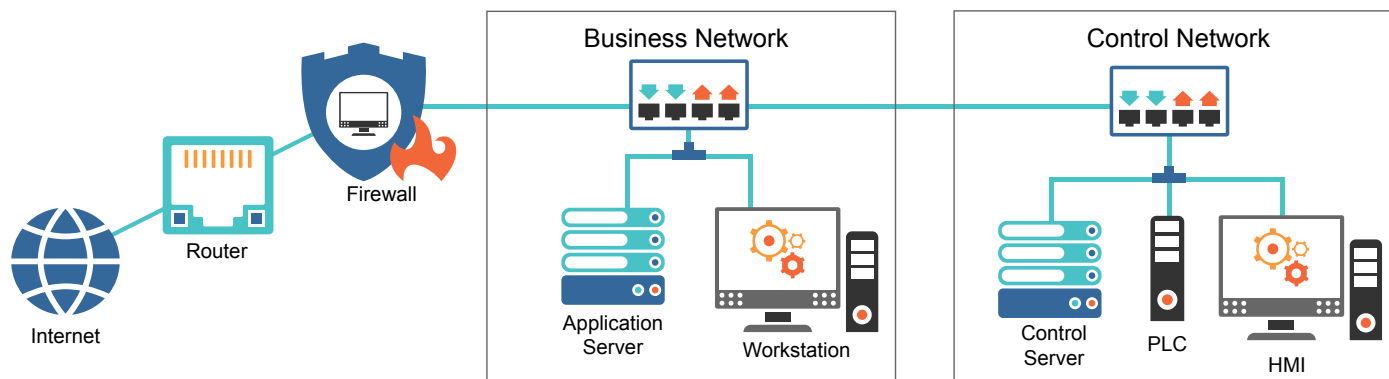 Business Network
Control Network
Firewall
Router
Internet
Application
Server
Workstation
Control
Server
PLC
HMI